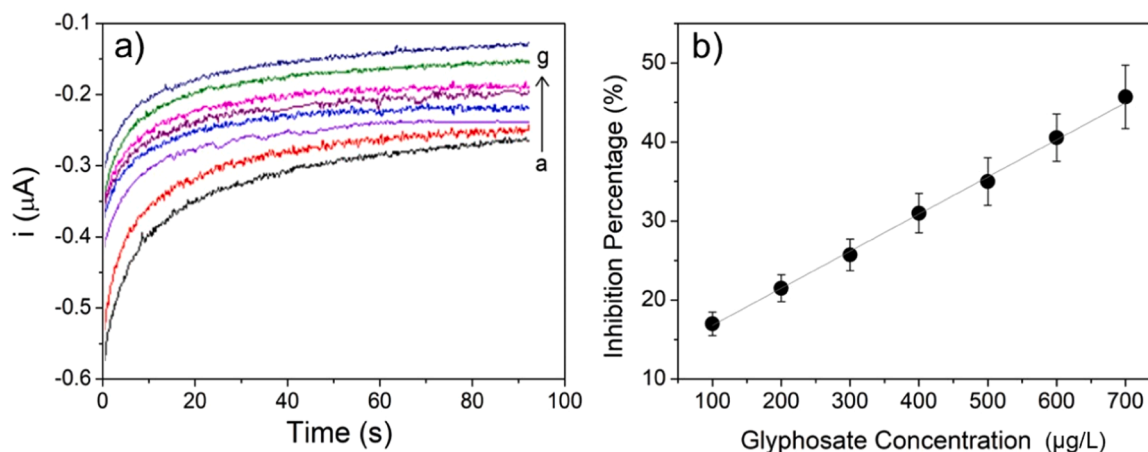 a)
g
a
-0.1
-0.2
-0.3
-0.4
-0.5
-0.6
i (μA)
0 20 40 60 80 100
Time (s)
b)
50
40
30
20
10
Inhibition Percentage (%)
100 200 300 400 500 600 700
Glyphosate Concentration (μg/L)